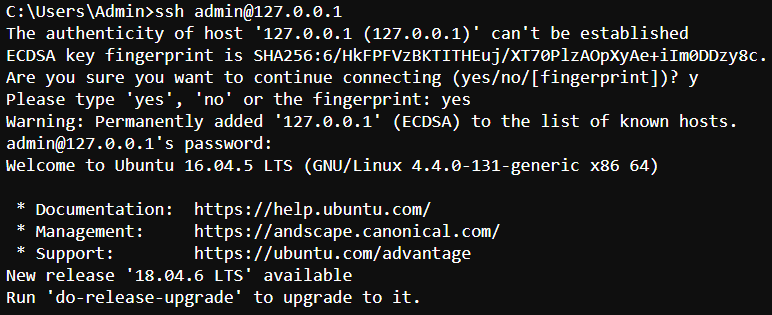 C:\Users\Admin>ssh admin@127.0.0.1
The authenticity of host '127.0.0.1 (127.0.0.1)' can't be established
ECDSA key fingerprint is SHA256:6/HkFPFVzBKTITHEuj/XT70PlzAOpXyAe+iIm0DDzy8c.
Are you sure you want to continue connecting (yes/no/[fingerprint])? y
Please type 'yes', 'no' or the fingerprint: yes
Warning: Permanently added '127.0.0.1' (ECDSA) to the list of known hosts.
admin@127.0.0.1's password:
Welcome to Ubuntu 16.04.5 LTS (GNU/Linux 4.4.0-131-generic x86 64)
* Documentation: https://help.ubuntu.com/
* Management: https://andscape.canonical.com/
* Support: https://ubuntu.com/advantage
New release '18.04.6 LTS' available
Run 'do-release-upgrade' to upgrade to it.